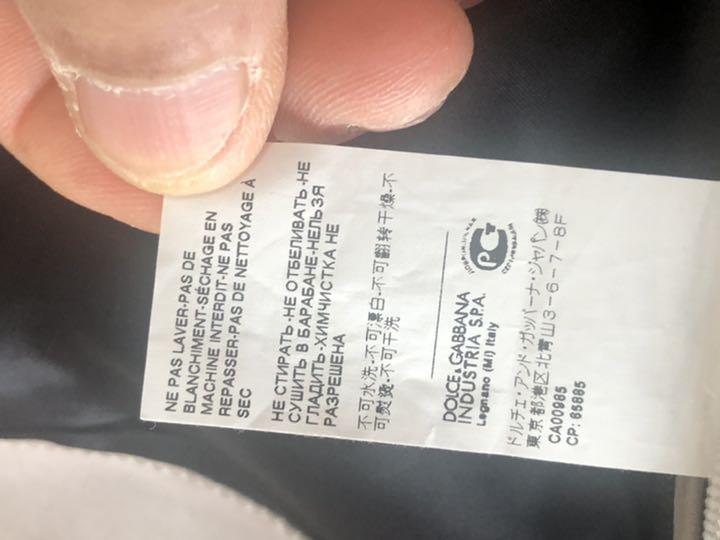 NE PAS LAVER-PAS DE
BLANCHIMENT-SÉCHAGE EN
MACHINE INTERDIT-NE PAS
REPASSER-PAS DE NETTOYAGE À
SEC
НЕ СТИРАТЬ-НЕ ОТБЕЛИВАТЬ-НЕ
СУШИТЬ В БАРАБАНЕ-НЕЛЬЗЯ
ГЛАДИТЬ-ХИМЧИСТКА НЕ
РАЗРЕШЕНА
不可水洗-不可漂白-不可翻转干燥-不
可熨烫-不可干洗
DOLCE & GABBANA
INDUSTRIA S.P.A.
Legnano (MI) Italy
РСТ
ドルチェ・アンド・ガッバーナ・ジャパン㈱
東京都港区北青山3-6-7-8F
CA00985
CP: 65885